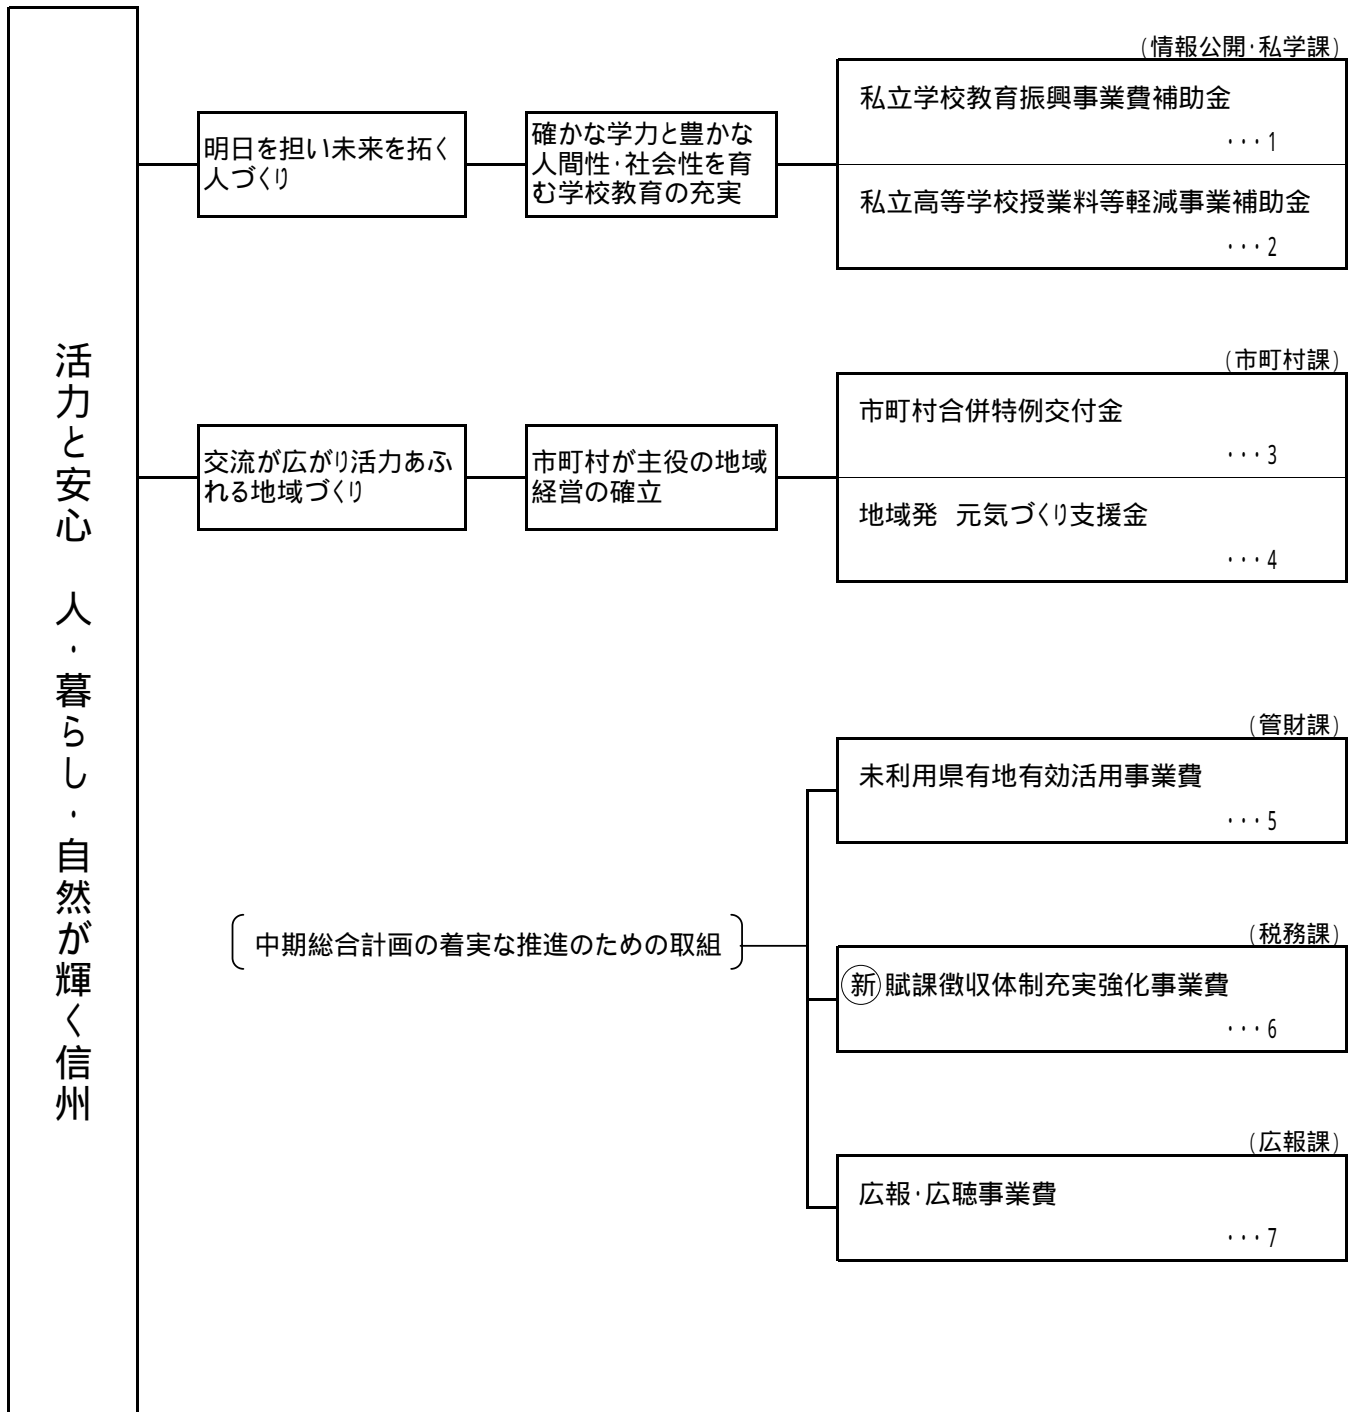 活力と安心　人・暮らし・自然が輝く信州
明日を担い未来を拓く
人づくり
確かな学力と豊かな
人間性・社会性を育
む学校教育の充実
(情報公開・私学課)
私立学校教育振興事業費補助金
・・・1
私立高等学校授業料等軽減事業補助金
・・・2
交流が広がり活力あふ
れる地域づくり
市町村が主役の地域
経営の確立
(市町村課)
市町村合併特例交付金
・・・3
地域発　元気づくり支援金
・・・4
中期総合計画の着実な推進のための取組
(管財課)
未利用県有地有効活用事業費
・・・5
(税務課)
新 賦課徴収体制充実強化事業費
・・・6
(広報課)
広報・広聴事業費
・・・7